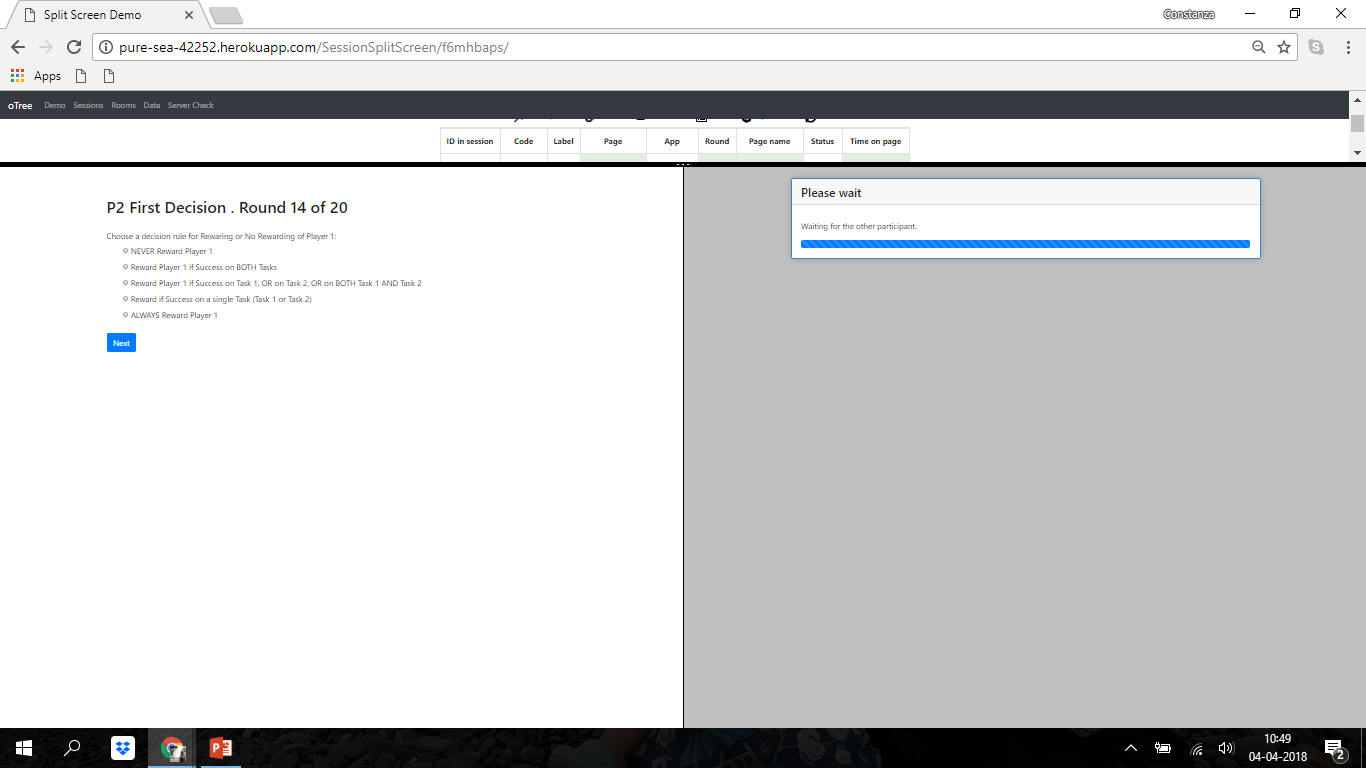 Split Screen Demo
Constanza
pure-sea-42252.herokuapp.com/SessionSplitScreen/f6mhbaps/
Apps
oTree Demo Sessions Rooms Data Server Check
ID in session Code Label Page App Round Page name Status Time on page
P2 First Decision . Round 14 of 20
Choose a decision rule for Rewaring or No Rewarding of Player 1:
NEVER Reward Player 1
Reward Player 1 if Success on BOTH Tasks
Reward Player 1 if Success on Task 1, OR on Task 2, OR on BOTH Task 1 AND Task 2
Reward if Success on a single Task (Task 1 or Task 2)
ALWAYS Reward Player 1
Next
Please wait
Waiting for the other participant.
10:49
04-04-2018
2